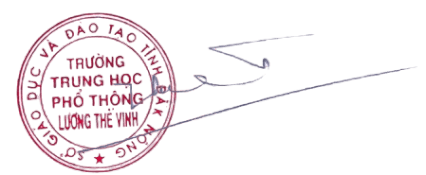 SỞ GIÁO DỤC VÀ ĐÀO TẠO TỈNH ĐẮK NÔNG
TRƯỜNG
TRUNG HỌC
PHỔ THÔNG
LƯƠNG THẾ VINH